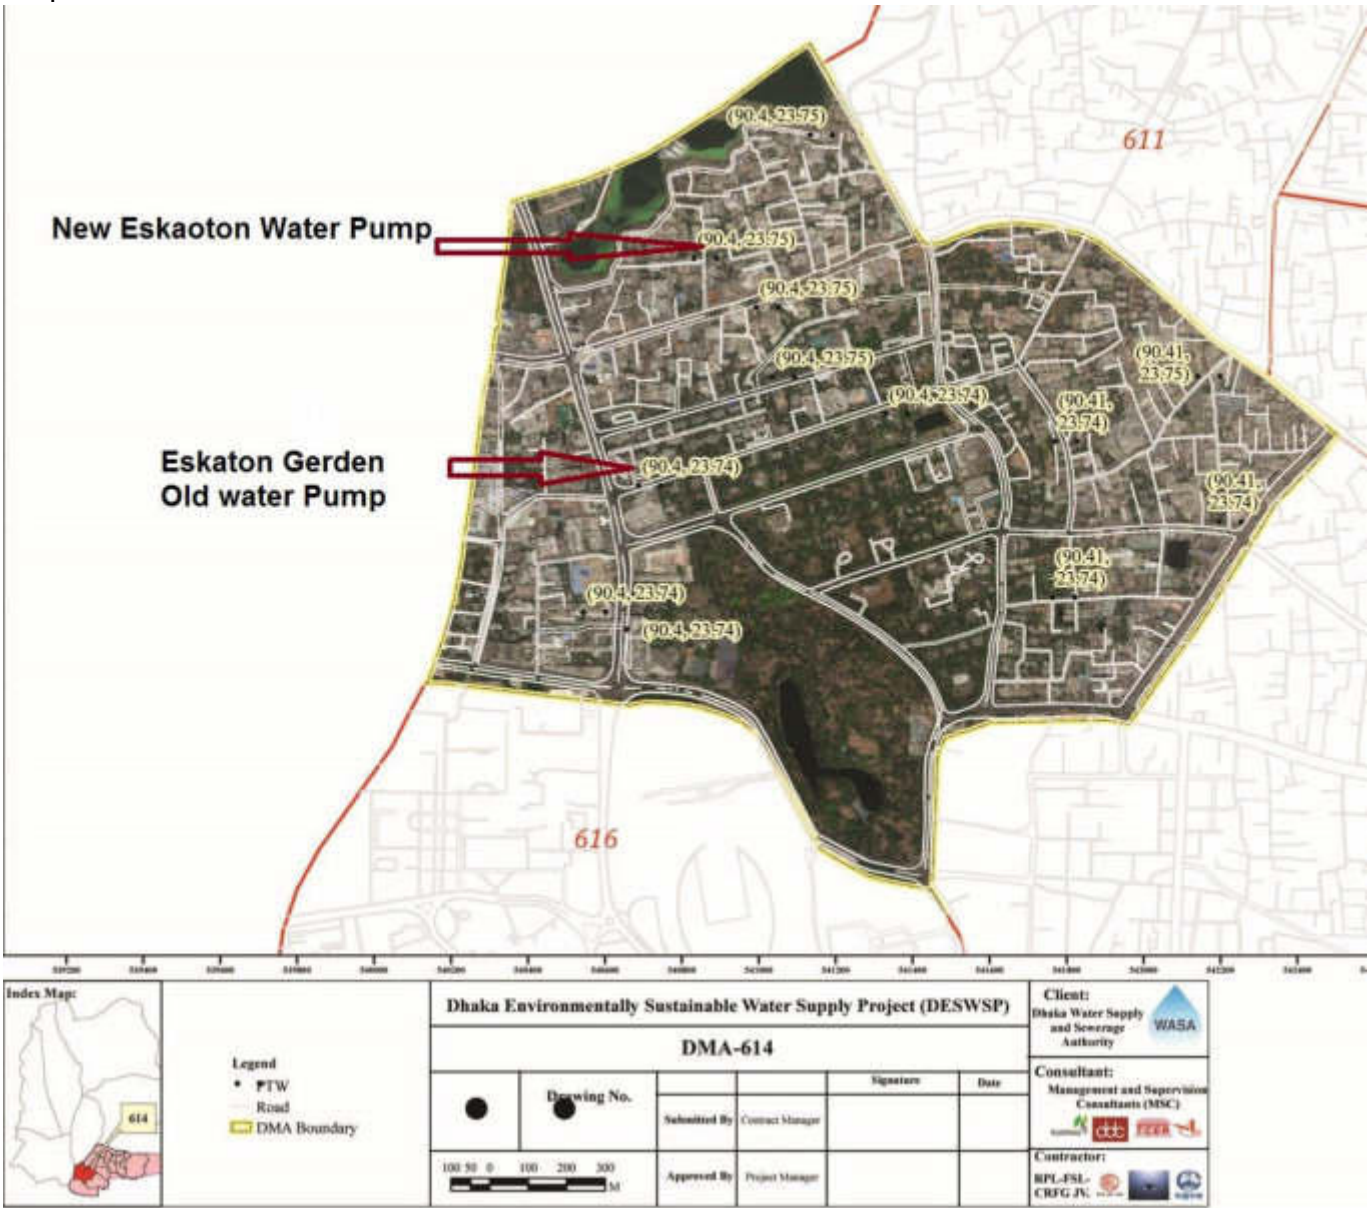 (90.4, 23.75)
611
New Eskaoton Water Pump
(90.4, 23.75)
(90.4, 23.75)
(90.4, 23.75)
(90.41,
23.75)
(90.4, 23.74)
(90.41,
23.74)
Eskaton Gerden
Old water Pump
(90.4, 23.74)
(90.41,
23.74)
(90.41,
23.74)
(90.4, 23.74)
(90.4, 23.74)
616
Index Map:
614
Legend
PTW
Road
DMA Boundary
Dhaka Environmentally Sustainable Water Supply Project (DESWSP)
DMA-614
Drawing No.
Signature
Date
Submitted By
Contract Manager
Approved By
Project Manager
100 50 0 100 200 300
M
Client:
Dhaka Water Supply
and Sewerage
Authority
WASA
Consultant:
Management and Supervision
Consultants (MSC)
Contractor:
RPL-FSL-
CRFG JV.